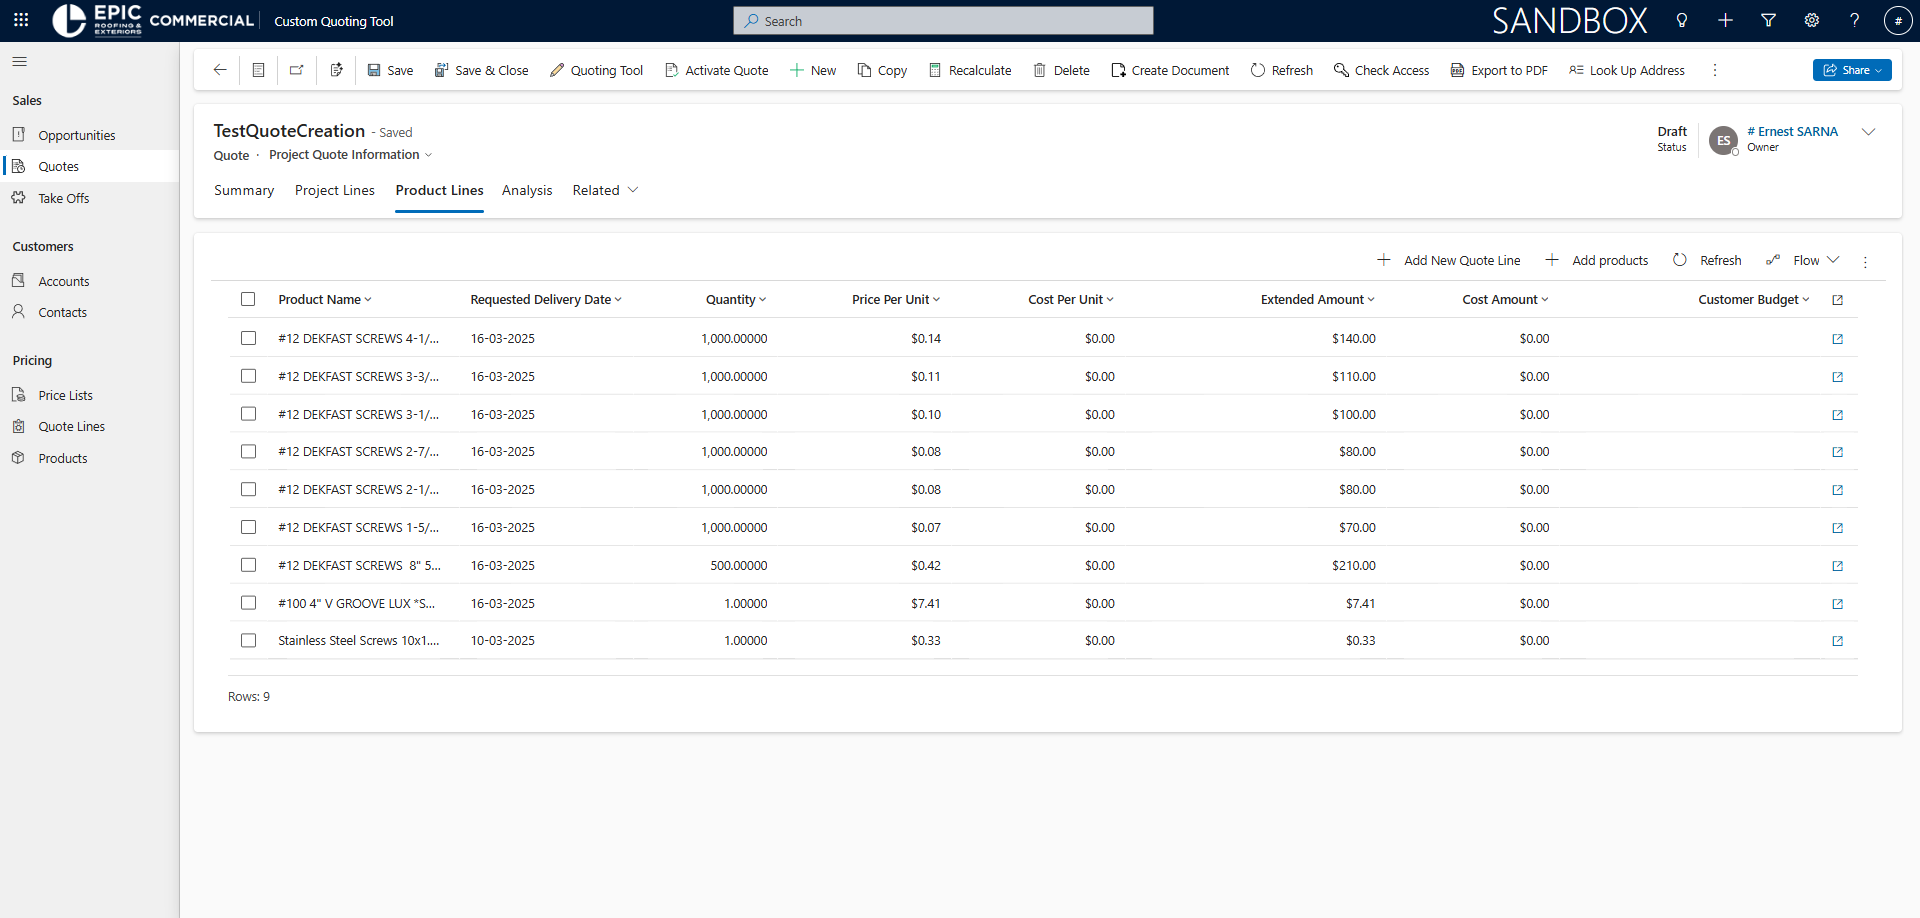 EPIC ROOFING & EXTERIORS COMMERCIAL Custom Quoting Tool Search SANDBOX ? #
Save Save & Close Quoting Tool Activate Quote New Copy Recalculate Delete Create Document Refresh Check Access Export to PDF Look Up Address Share
Sales
Opportunities
Quotes
Take Offs
Customers
Accounts
Contacts
Pricing
Price Lists
Quote Lines
Products
TestQuoteCreation - Saved
Quote · Project Quote Information
Draft
Status
ES
# Ernest SARNA
Owner
Summary Project Lines Product Lines Analysis Related
Add New Quote Line Add products Refresh Flow
Product Name Requested Delivery Date Quantity Price Per Unit Cost Per Unit Extended Amount Cost Amount Customer Budget
#12 DEKFAST SCREWS 4-1/... 16-03-2025 1,000.00000 $0.14 $0.00 $140.00 $0.00
#12 DEKFAST SCREWS 3-3/... 16-03-2025 1,000.00000 $0.11 $0.00 $110.00 $0.00
#12 DEKFAST SCREWS 3-1/... 16-03-2025 1,000.00000 $0.10 $0.00 $100.00 $0.00
#12 DEKFAST SCREWS 2-7/... 16-03-2025 1,000.00000 $0.08 $0.00 $80.00 $0.00
#12 DEKFAST SCREWS 2-1/... 16-03-2025 1,000.00000 $0.08 $0.00 $80.00 $0.00
#12 DEKFAST SCREWS 1-5/... 16-03-2025 1,000.00000 $0.07 $0.00 $70.00 $0.00
#12 DEKFAST SCREWS 8" 5... 16-03-2025 500.00000 $0.42 $0.00 $210.00 $0.00
#100 4" V GROOVE LUX *S... 16-03-2025 1.00000 $7.41 $0.00 $7.41 $0.00
Stainless Steel Screws 10x1.... 10-03-2025 1.00000 $0.33 $0.00 $0.33 $0.00
Rows: 9